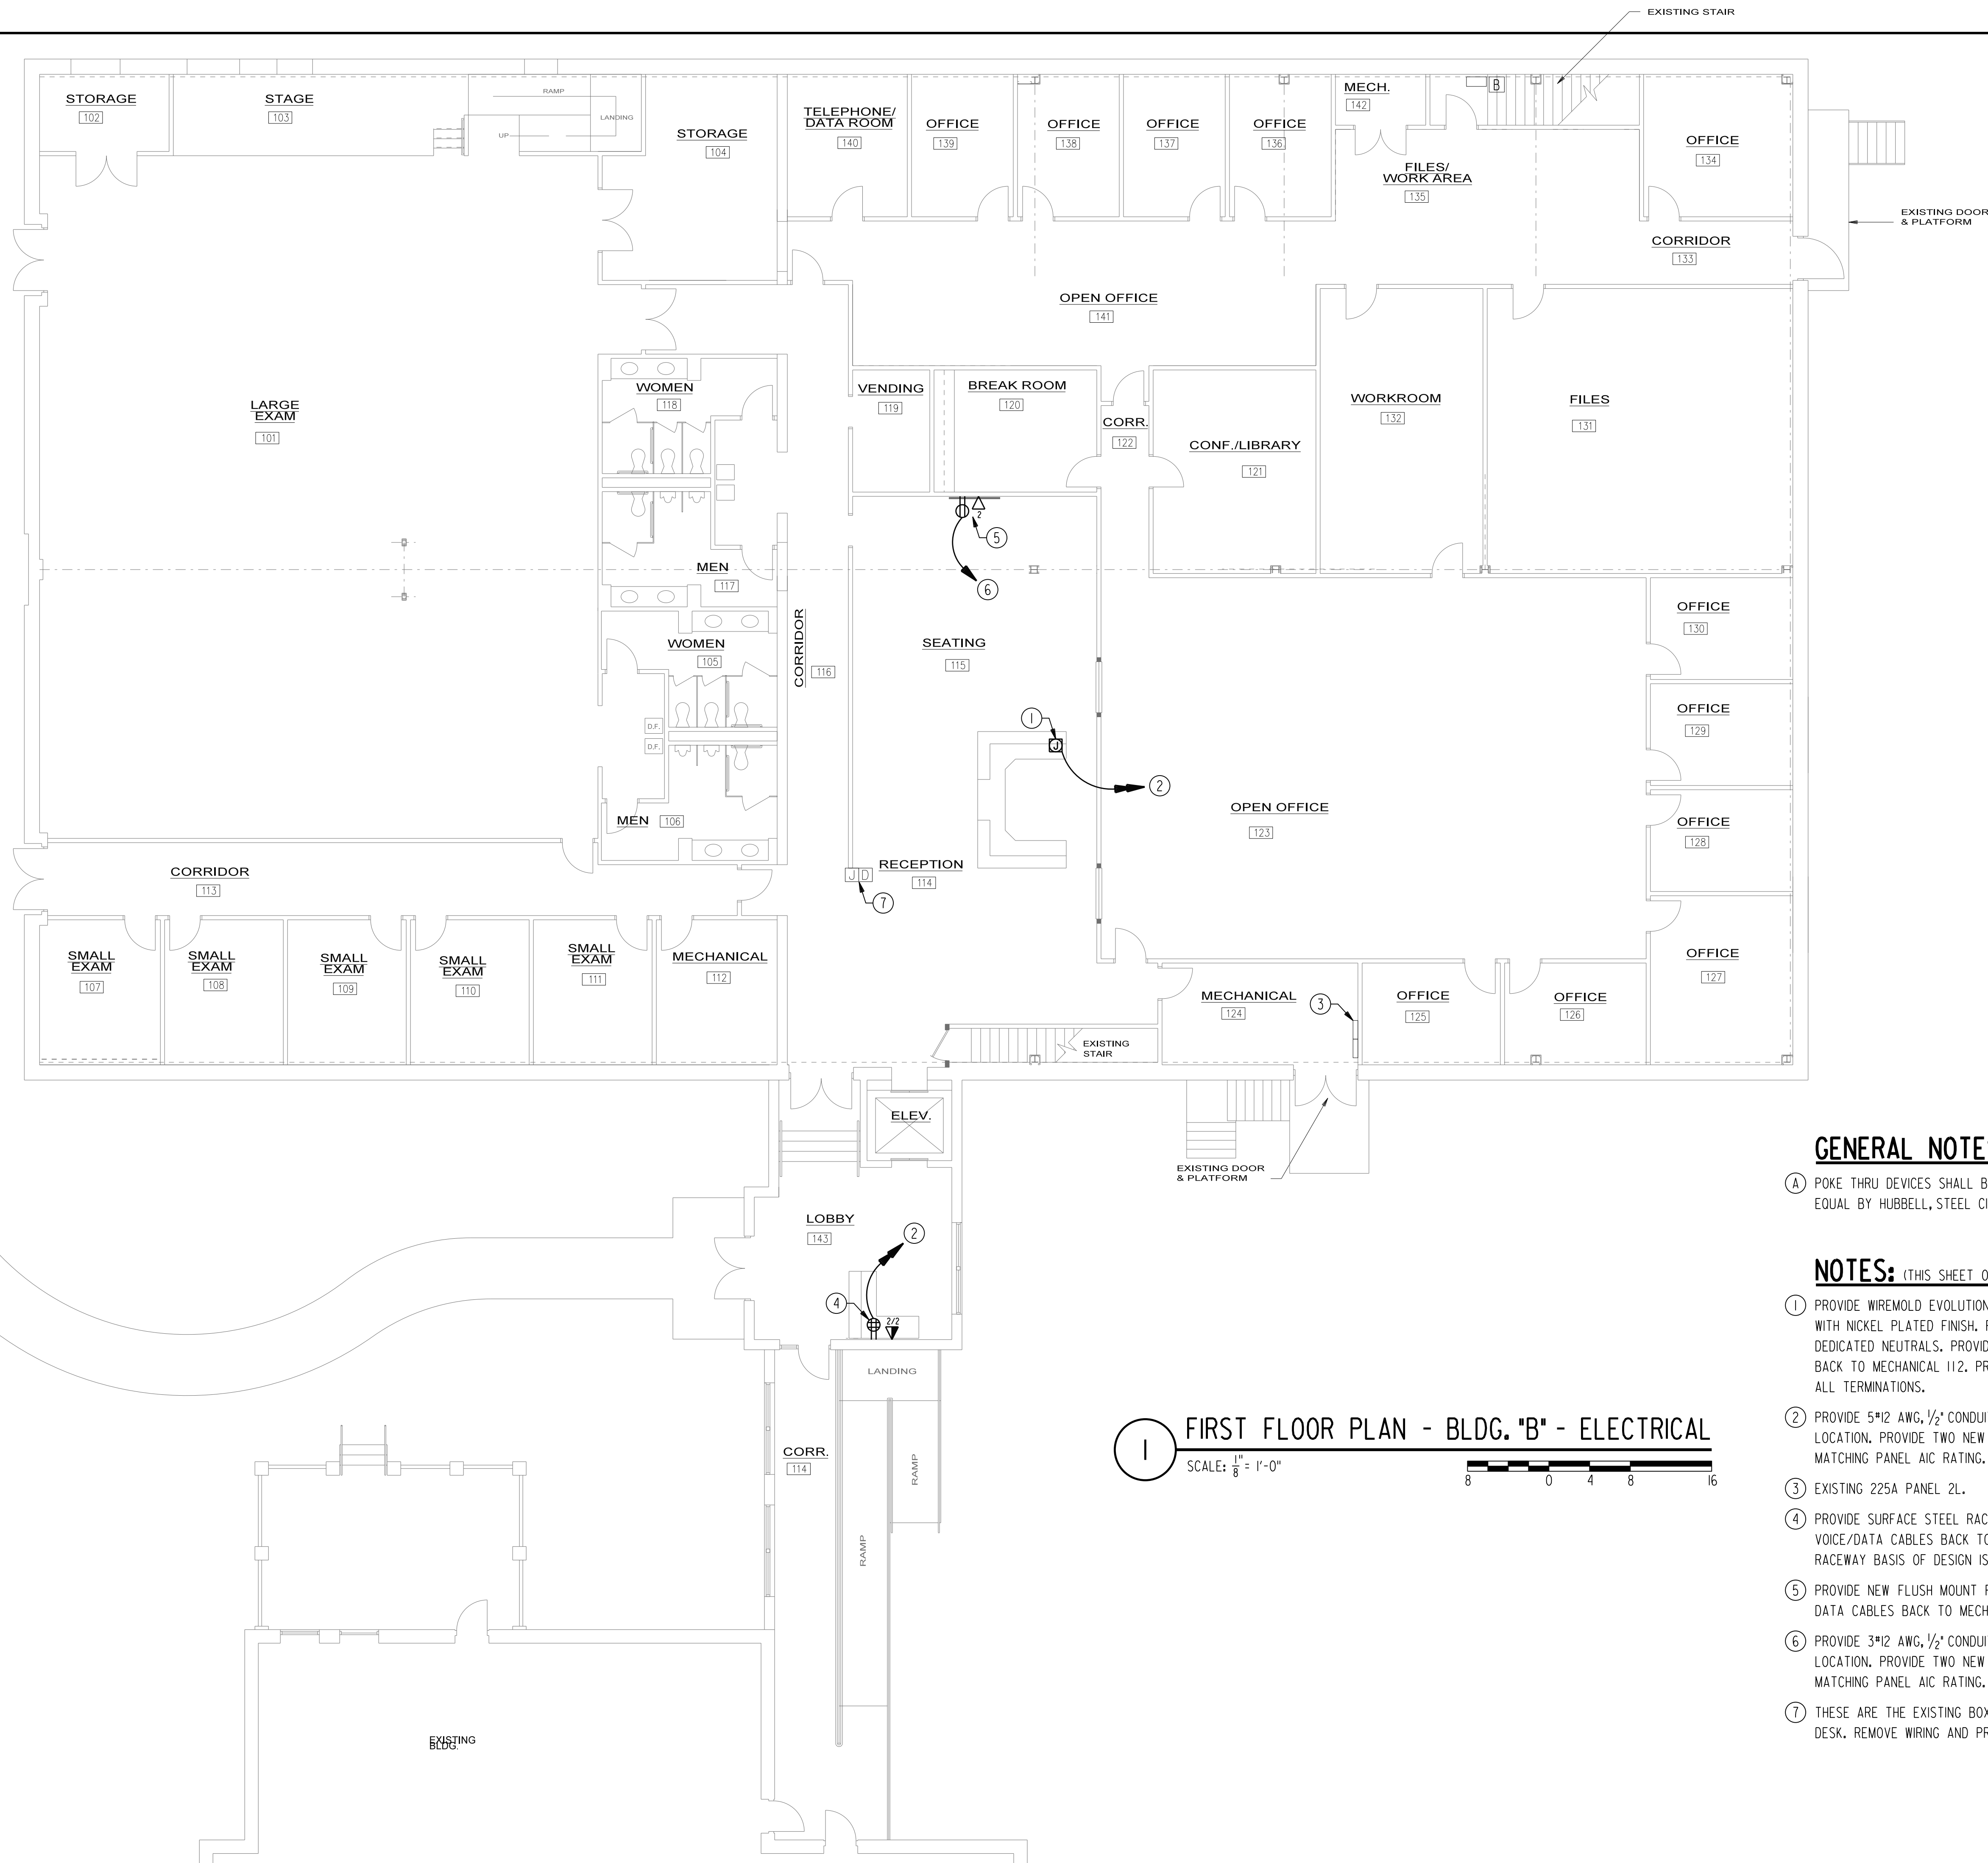 EXISTING STAIR
STORAGE
102
STAGE
103
RAMP
LANDING
UP
STORAGE
104
TELEPHONE/
DATA ROOM
140
OFFICE
139
OFFICE
138
OFFICE
137
OFFICE
136
MECH.
142
B
FILES/
WORK AREA
135
OFFICE
134
EXISTING DOOR
& PLATFORM
CORRIDOR
133
OPEN OFFICE
141
LARGE
EXAM
101
WOMEN
118
VENDING
119
BREAK ROOM
120
CORR.
122
CONF./LIBRARY
121
WORKROOM
132
FILES
131
2
5
6
MEN
117
WOMEN
105
CORRIDOR
116
SEATING
115
OFFICE
130
OFFICE
129
D.F.
D.F.
1
J
2
OPEN OFFICE
123
OFFICE
128
MEN
106
CORRIDOR
113
RECEPTION
114
J D
7
SMALL
EXAM
107
SMALL
EXAM
108
SMALL
EXAM
109
SMALL
EXAM
110
SMALL
EXAM
111
MECHANICAL
112
MECHANICAL
124
3
OFFICE
125
OFFICE
126
OFFICE
127
EXISTING
STAIR
ELEV.
EXISTING DOOR
& PLATFORM
LOBBY
143
2
4
2/2
LANDING
CORR.
114
RAMP
RAMP
EXISTING
BLDG.
1
FIRST FLOOR PLAN - BLDG. "B" - ELECTRICAL
SCALE: 1/8" = 1'-0"
8 0 4 8 16
GENERAL NOTE
A POKE THRU DEVICES SHALL B
EQUAL BY HUBBELL, STEEL CI
NOTES: (THIS SHEET O
1 PROVIDE WIREMOLD EVOLUTION
WITH NICKEL PLATED FINISH.
DEDICATED NEUTRALS. PROVID
BACK TO MECHANICAL 112. PR
ALL TERMINATIONS.
2 PROVIDE 5#12 AWG, 1/2" CONDUI
LOCATION. PROVIDE TWO NEW
MATCHING PANEL AIC RATING.
3 EXISTING 225A PANEL 2L.
4 PROVIDE SURFACE STEEL RAC
VOICE/DATA CABLES BACK TO
RACEWAY BASIS OF DESIGN IS
5 PROVIDE NEW FLUSH MOUNT
DATA CABLES BACK TO MECH
6 PROVIDE 3#12 AWG, 1/2" CONDUI
LOCATION. PROVIDE TWO NEW
MATCHING PANEL AIC RATING.
7 THESE ARE THE EXISTING BOX
DESK. REMOVE WIRING AND PR